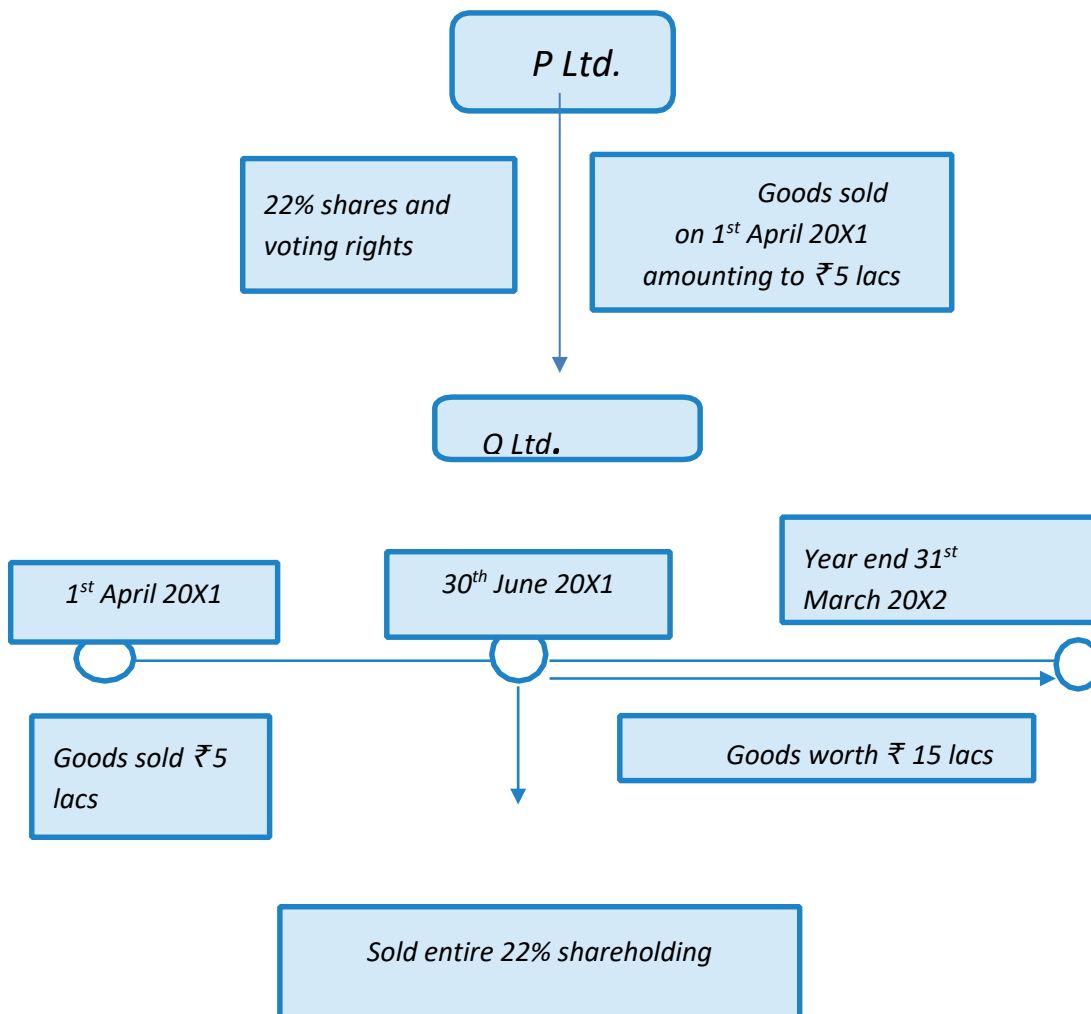 P Ltd.
22% shares and
voting rights
Goods sold
on 1st April 20X1
amounting to ₹ 5 lacs
Q Ltd.
1st April 20X1
30th June 20X1
Year end 31st
March 20X2
Goods sold ₹ 5
lacs
Goods worth ₹ 15 lacs
Sold entire 22% shareholding